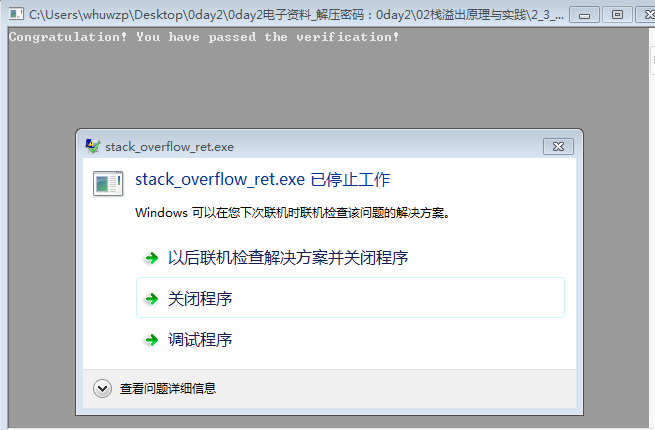 C:\Users\whuwzp\Desktop\0day2\0day2电子资料_解压密码：0day2\02栈溢出原理与实践\2_3_...
Congratulation! You have passed the verification!
stack_overflow_ret.exe
stack_overflow_ret.exe 已停止工作
Windows 可以在您下次联机时联机检查该问题的解决方案。
以后联机检查解决方案并关闭程序
关闭程序
调试程序
查看问题详细信息